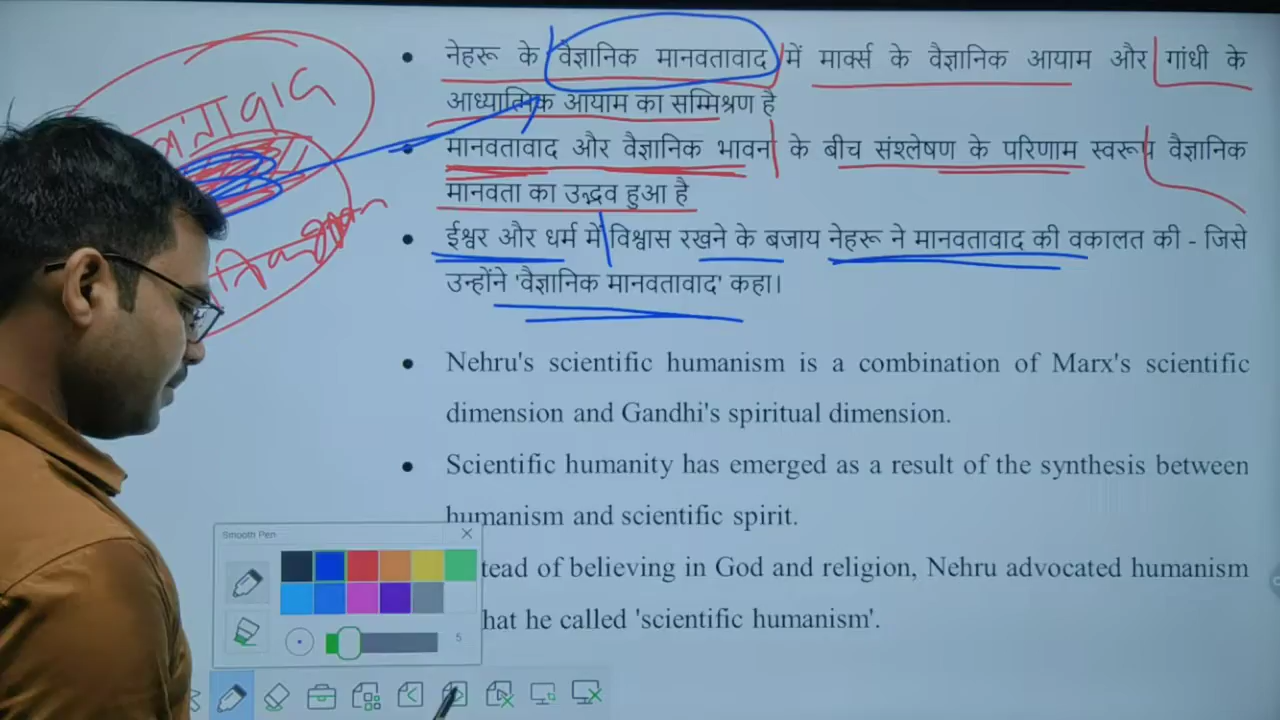 नेहरू के वैज्ञानिक मानवतावाद में मार्क्स के वैज्ञानिक आयाम और गांधी के
आध्यात्मिक आयाम का सम्मिश्रण है
मानवतावाद और वैज्ञानिक भावना के बीच संश्लेषण के परिणाम स्वरूप वैज्ञानिक
मानवता का उद्भव हुआ है
ईश्वर और धर्म में विश्वास रखने के बजाय नेहरू ने मानवतावाद की वकालत की - जिसे
उन्होंने 'वैज्ञानिक मानवतावाद' कहा।
Nehru's scientific humanism is a combination of Marx's scientific
dimension and Gandhi's spiritual dimension.
Scientific humanity has emerged as a result of the synthesis between
humanism and scientific spirit.
tead of believing in God and religion, Nehru advocated humanism
hat he called 'scientific humanism'.
Smooth Pen
5